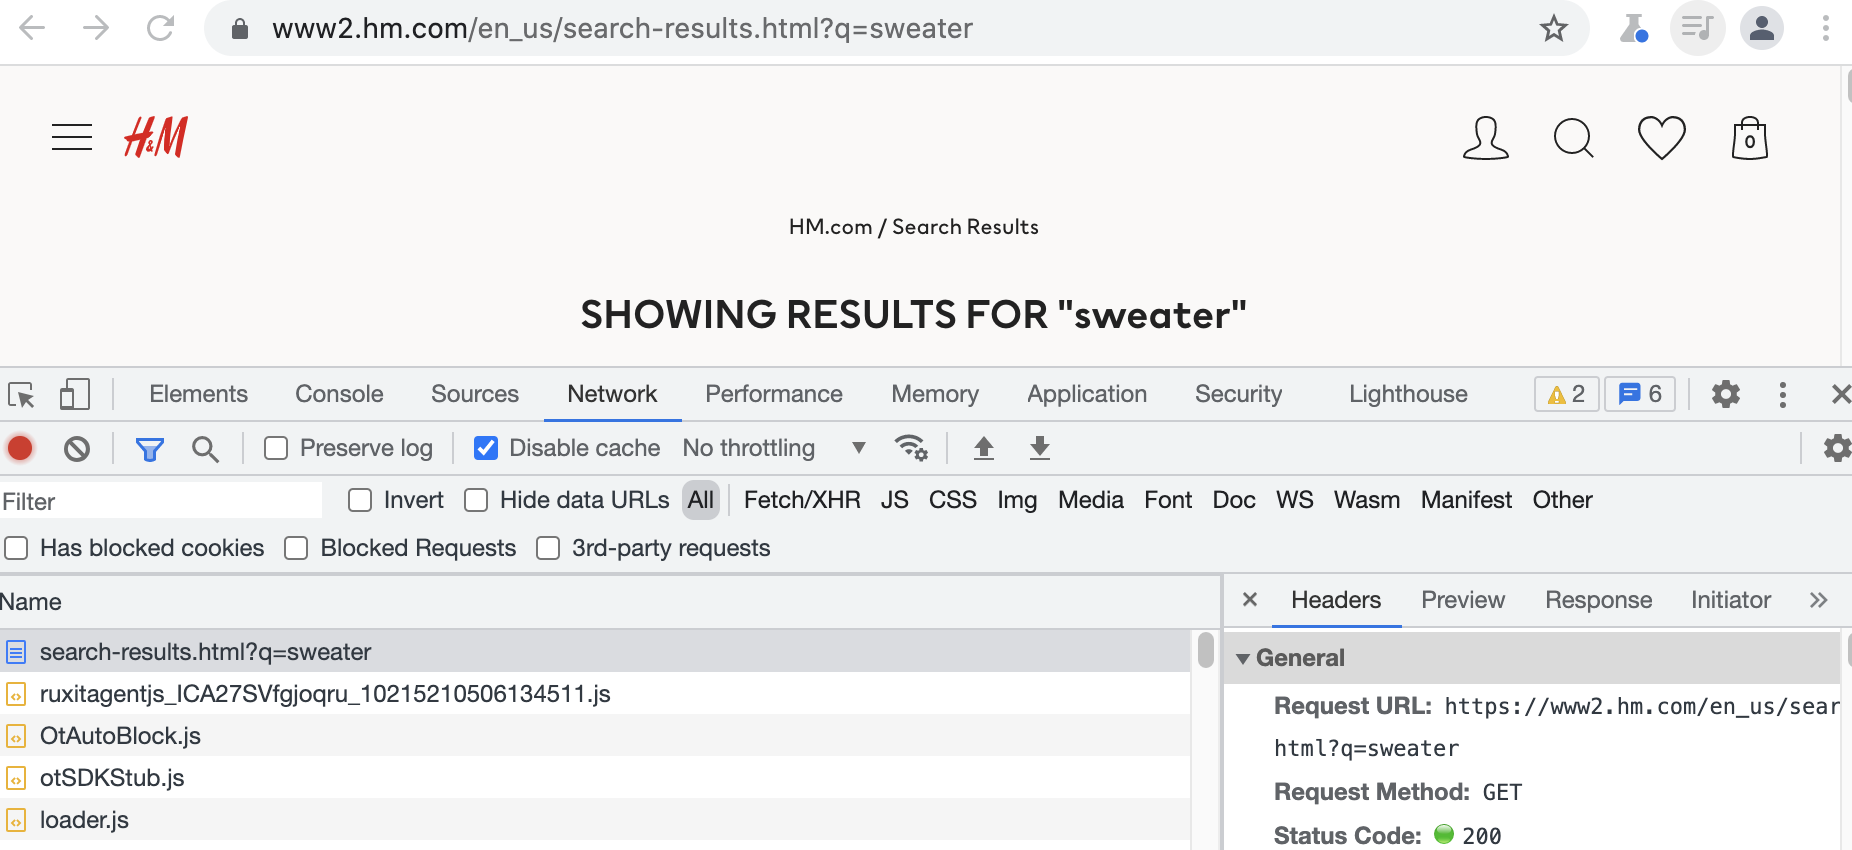 www2.hm.com/en_us/search-results.html?q=sweater
H&M
0
HM.com / Search Results
SHOWING RESULTS FOR "sweater"
Elements Console Sources Network Performance Memory Application Security Lighthouse 2 6
Preserve log Disable cache No throttling
Filter Invert Hide data URLs All Fetch/XHR JS CSS Img Media Font Doc WS Wasm Manifest Other
Has blocked cookies Blocked Requests 3rd-party requests
Name
search-results.html?q=sweater
ruxitagentjs_ICA27SVfgjoqru_10215210506134511.js
OtAutoBlock.js
otSDKStub.js
loader.js
Headers Preview Response Initiator
General
Request URL: https://www2.hm.com/en_us/sear
html?q=sweater
Request Method: GET
Status Code: 200